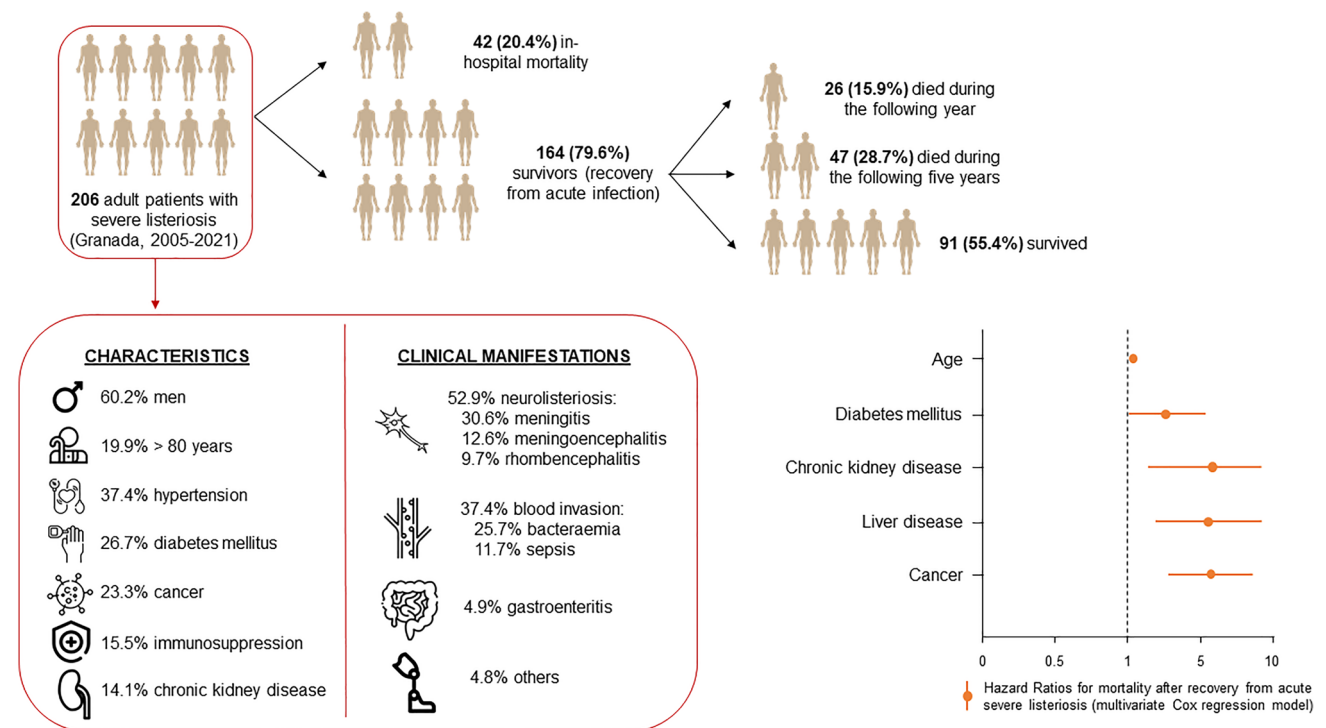 42 (20.4%) in-
hospital mortality
206 adult patients with
severe listeriosis
(Granada, 2005-2021)
164 (79.6%)
survivors (recovery
from acute infection)
26 (15.9%) died during
the following year
47 (28.7%) died during
the following five years
91 (55.4%) survived
CHARACTERISTICS
60.2% men
19.9% > 80 years
37.4% hypertension
26.7% diabetes mellitus
23.3% cancer
15.5% immunosuppression
14.1% chronic kidney disease
CLINICAL MANIFESTATIONS
52.9% neurolisteriosis:
30.6% meningitis
12.6% meningoencephalitis
9.7% rhombencephalitis
37.4% blood invasion:
25.7% bacteraemia
11.7% sepsis
4.9% gastroenteritis
4.8% others
Age
Diabetes mellitus
Chronic kidney disease
Liver disease
Cancer
0 0.5 1 5 10
Hazard Ratios for mortality after recovery from acute
severe listeriosis (multivariate Cox regression model)